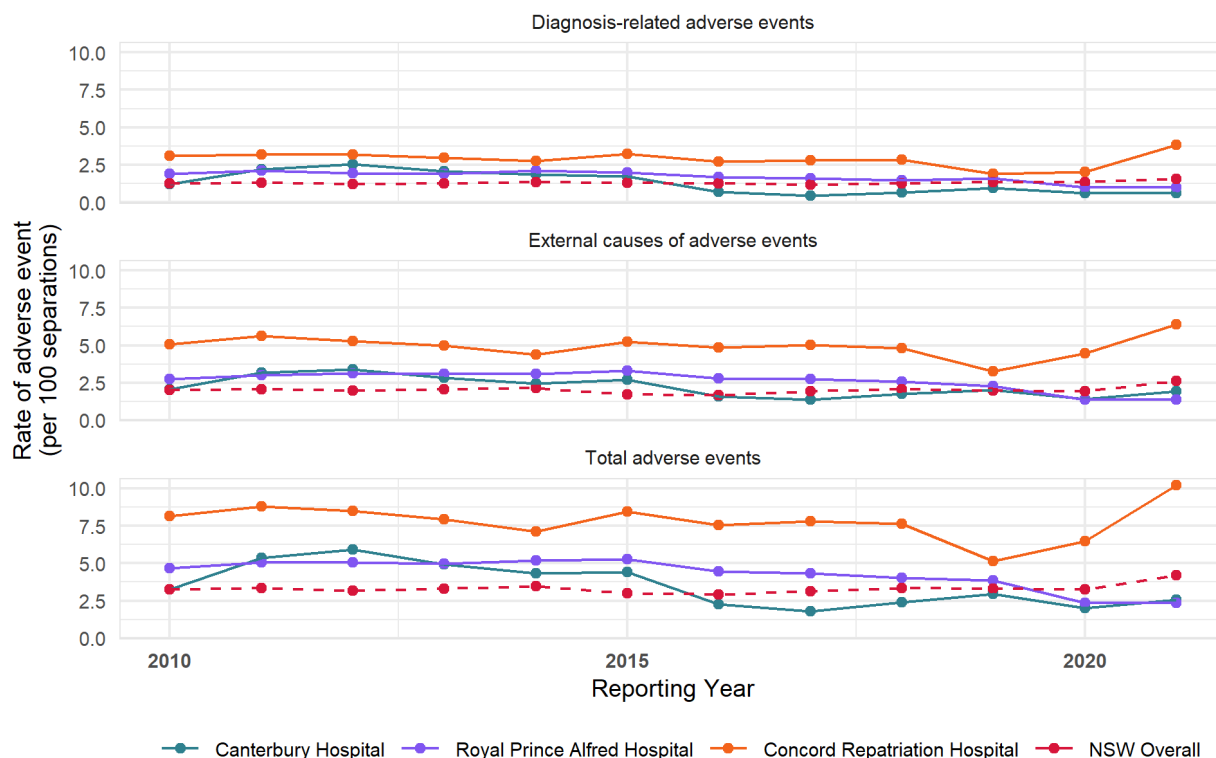 Diagnosis-related adverse events
10.0
7.5
5.0
2.5
0.0
External causes of adverse events
10.0
7.5
5.0
2.5
0.0
Total adverse events
10.0
7.5
5.0
2.5
0.0
Rate of adverse event
(per 100 separations)
2010 2015 2020
Reporting Year
Canterbury Hospital Royal Prince Alfred Hospital Concord Repatriation Hospital NSW Overall